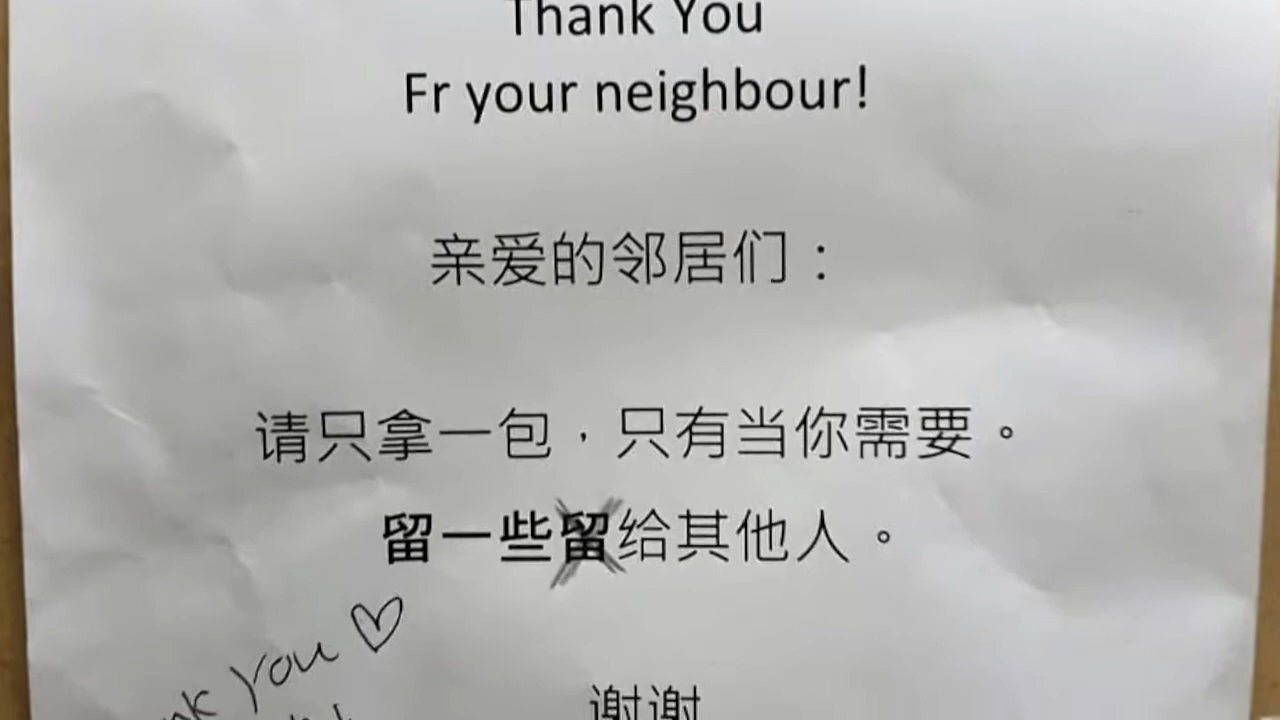 Thank You
Fr your neighbour!
亲爱的邻居们：
请只拿一包，只有当你需要。
留一些留给其他人。
You ♡
谢谢